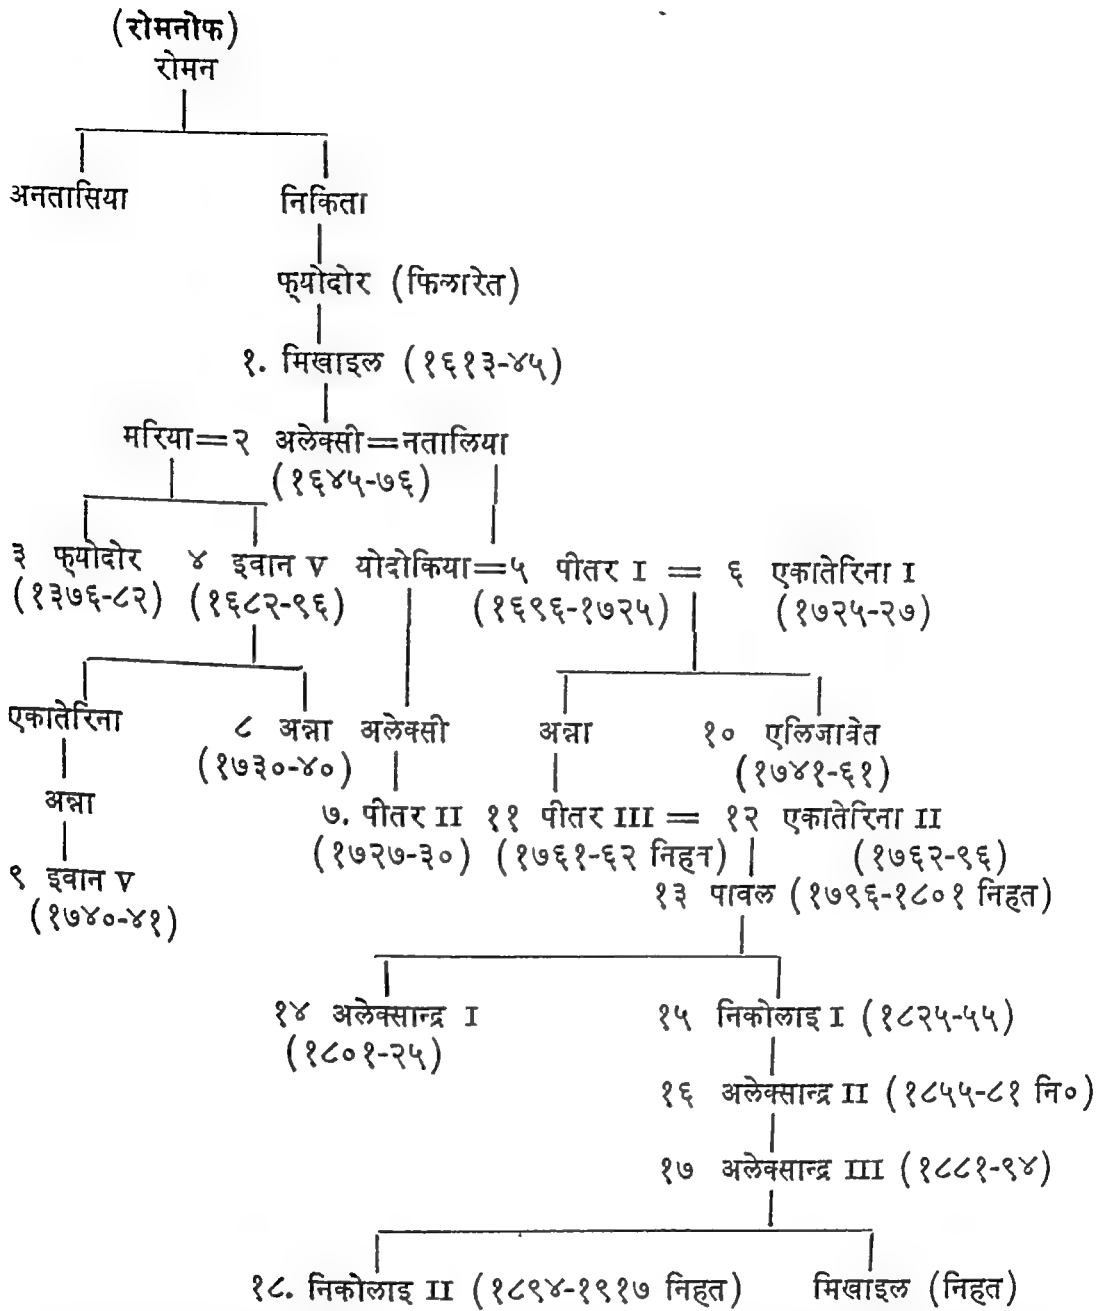 (रोमनोफ)
रोमन
अनतासिया निकिता
फ्योदोर (फिलारेत)
१. मिखाइल (१६१३-४५)
मरिया=२ अलेक्सी=नतालिया
(१६४५-७६)
३ फ्योदोर ४ इवान V योदोकिया=५ पीतर I = ६ एकातेरिना I
(१३७६-८२) (१६८२-९६) (१६९६-१७२५) (१७२५-२७)
एकातेरिना ८ अन्ना अलेक्सी अन्ना १० एलिजाव्रेत
(१७३०-४०) (१७४१-६१)
अन्ना ७. पीतर II ११ पीतर III = १२ एकातेरिना II
(१७२७-३०) (१७६१-६२ निहत) (१७६२-९६)
९ इवान V १३ पावल (१७९६-१८०१ निहत)
(१७४०-४१)
१४ अलेक्सान्द्र I १५ निकोलाइ I (१८२५-५५)
(१८०१-२५)
१६ अलेक्सान्द्र II (१८५५-८१ नि०)
१७ अलेक्सान्द्र III (१८८१-९४)
१८. निकोलाइ II (१८९४-१९१७ निहत) मिखाइल (निहत)